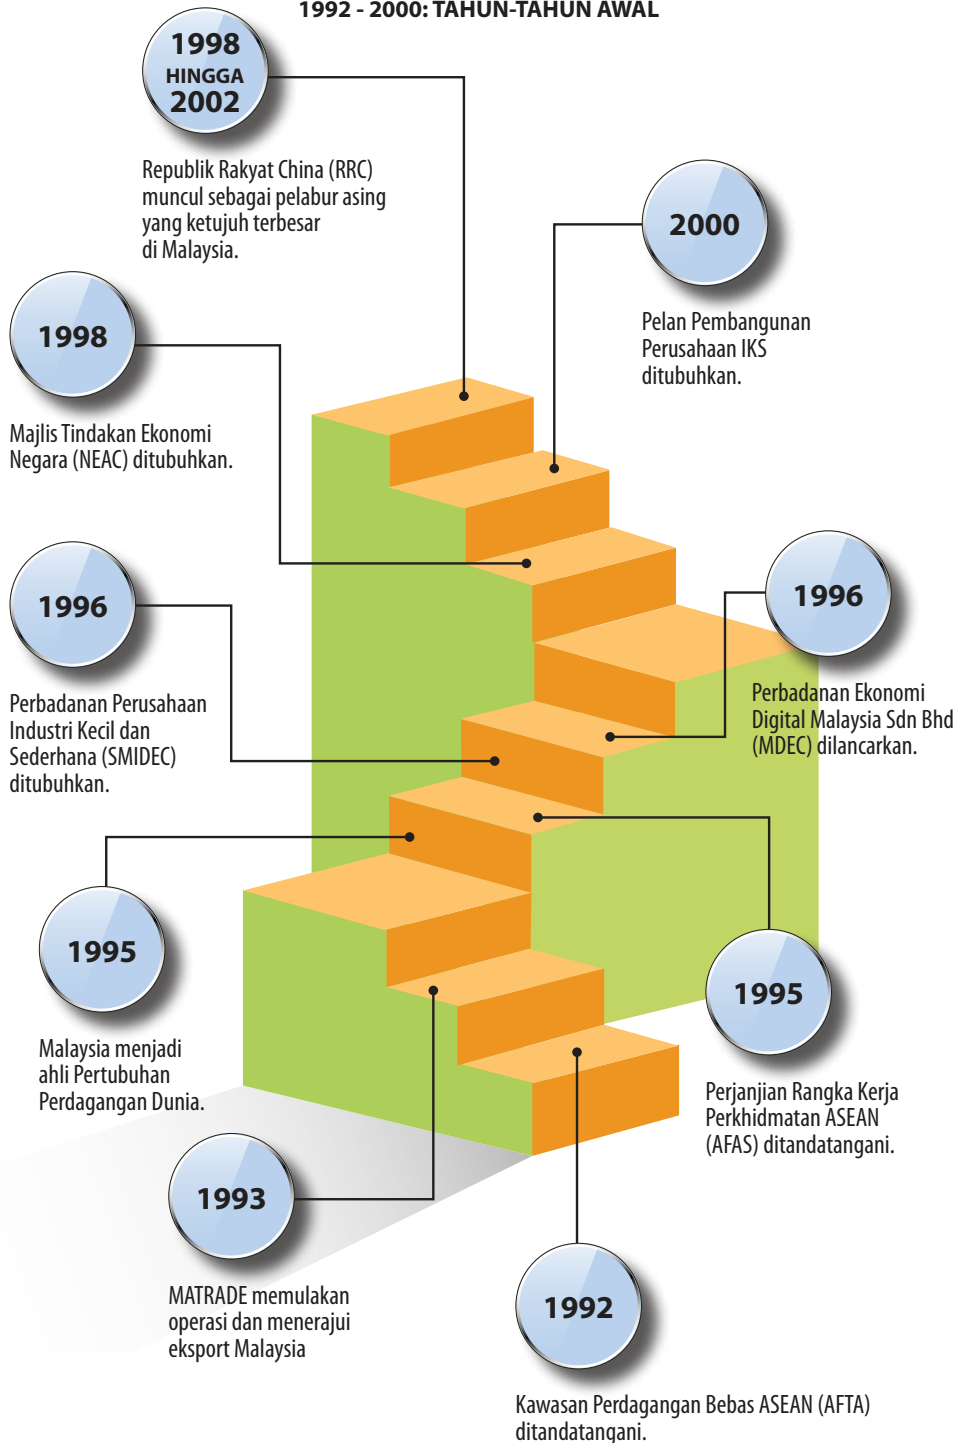 1992 - 2000: TAHUN-TAHUN AWAL
1998
HINGGA
2002
Republik Rakyat China (RRC)
muncul sebagai pelabur asing
yang ketujuh terbesar
di Malaysia.
2000
Pelan Pembangunan
Perusahaan IKS
ditubuhkan.
1998
Majlis Tindakan Ekonomi
Negara (NEAC) ditubuhkan.
1996
Perbadanan Perusahaan
Industri Kecil dan
Sederhana (SMIDEC)
ditubuhkan.
1996
Perbadanan Ekonomi
Digital Malaysia Sdn Bhd
(MDEC) dilancarkan.
1995
Malaysia menjadi
ahli Pertubuhan
Perdagangan Dunia.
1995
Perjanjian Rangka Kerja
Perkhidmatan ASEAN
(AFAS) ditandatangani.
1993
MATRADE memulakan
operasi dan menerajui
eksport Malaysia
1992
Kawasan Perdagangan Bebas ASEAN (AFTA)
ditandatangani.